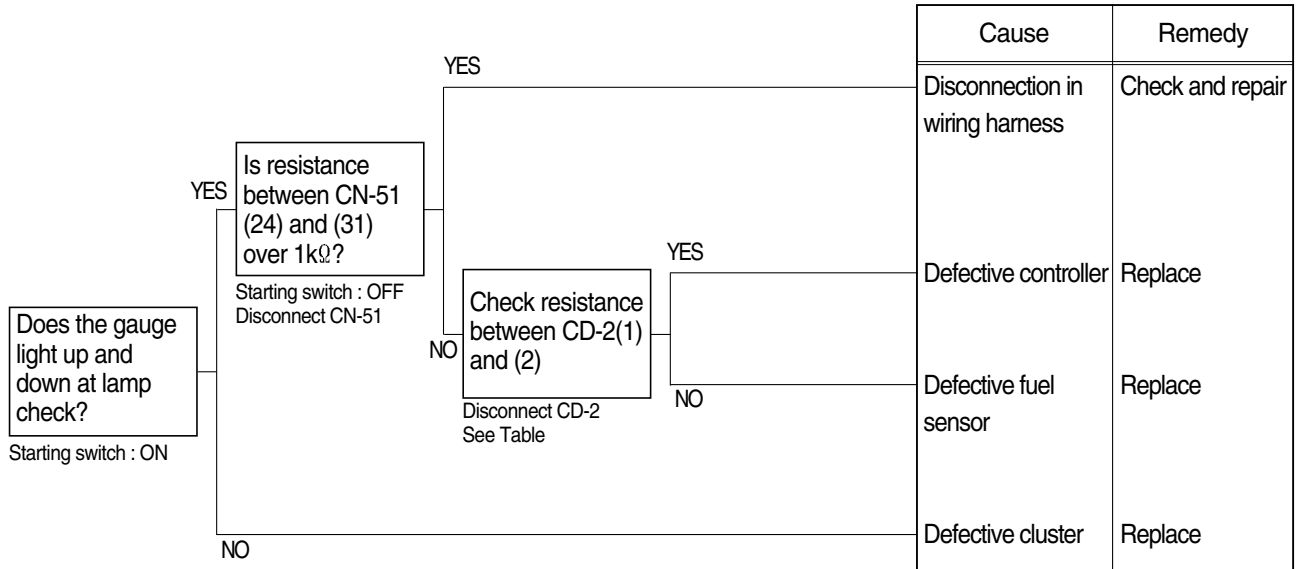 Cause
Remedy
YES
Disconnection in
wiring harness
Check and repair
YES
Is resistance
between CN-51
(24) and (31)
over 1kΩ?
Starting switch : OFF
Disconnect CN-51
YES
Defective controller
Replace
NO
Check resistance
between CD-2(1)
and (2)
Disconnect CD-2
See Table
NO
Defective fuel
sensor
Replace
Does the gauge
light up and
down at lamp
check?
Starting switch : ON
NO
Defective cluster
Replace